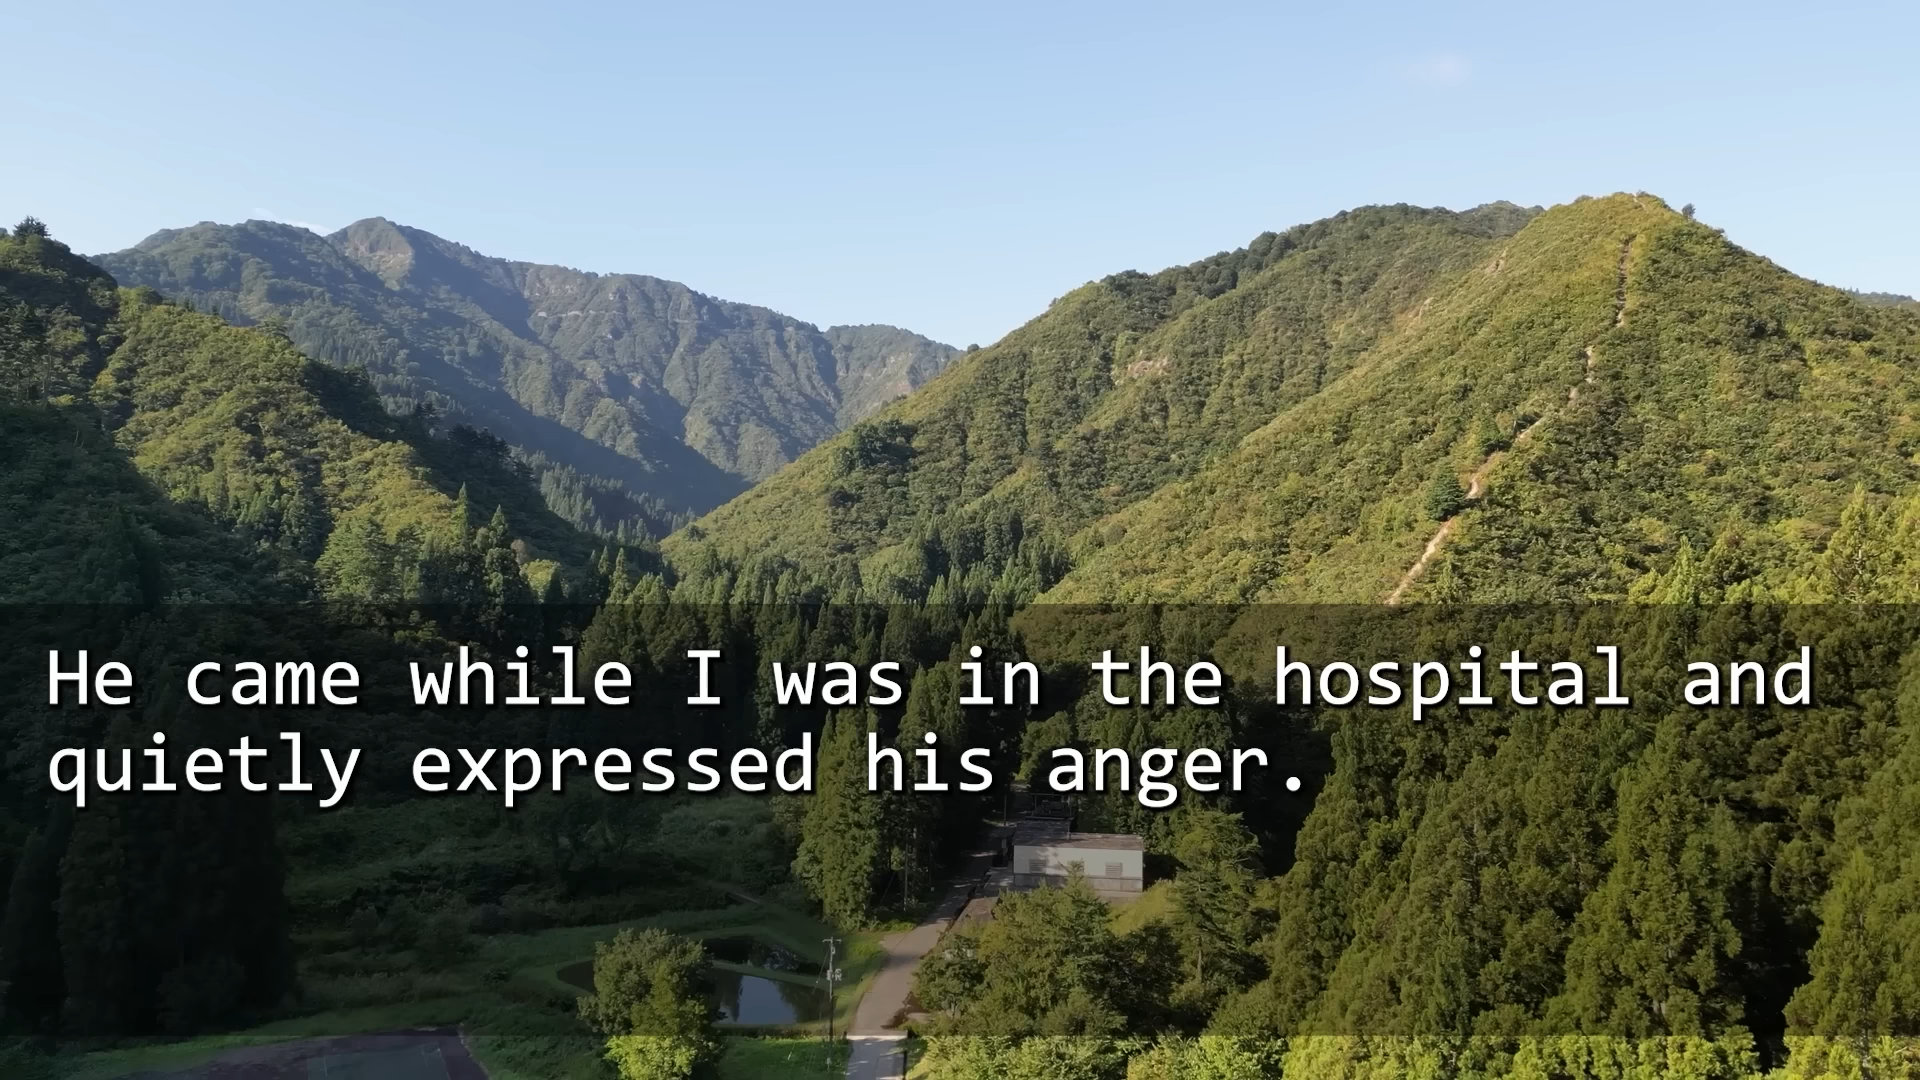 He came while I was in the hospital and
quietly expressed his anger.